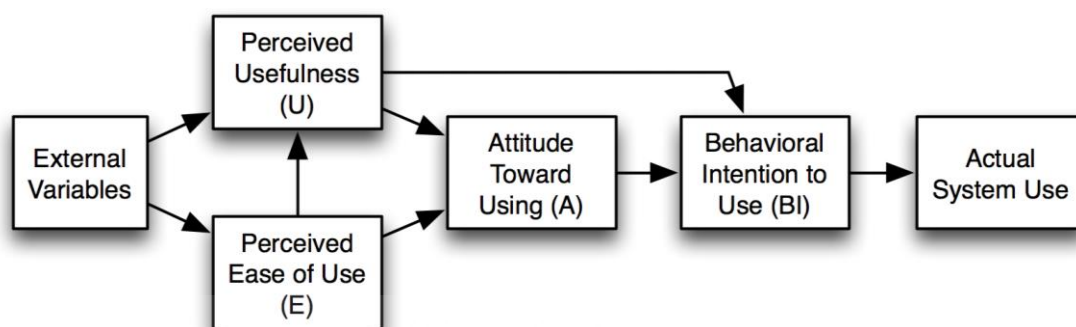 External
Variables
Perceived
Usefulness
(U)
Perceived
Ease of Use
(E)
Attitude
Toward
Using (A)
Behavioral
Intention to
Use (BI)
Actual
System Use